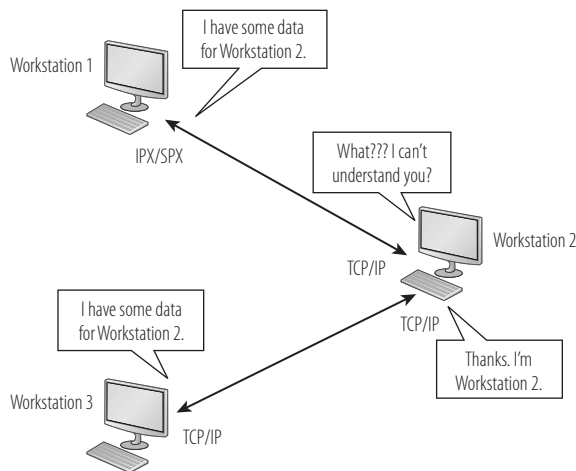 I have some data
for Workstation 2.
Workstation 1
IPX/SPX
What??? I can't
understand you?
Workstation 2
TCP/IP
I have some data
for Workstation 2.
TCP/IP
Thanks. I'm
Workstation 2.
Workstation 3
TCP/IP